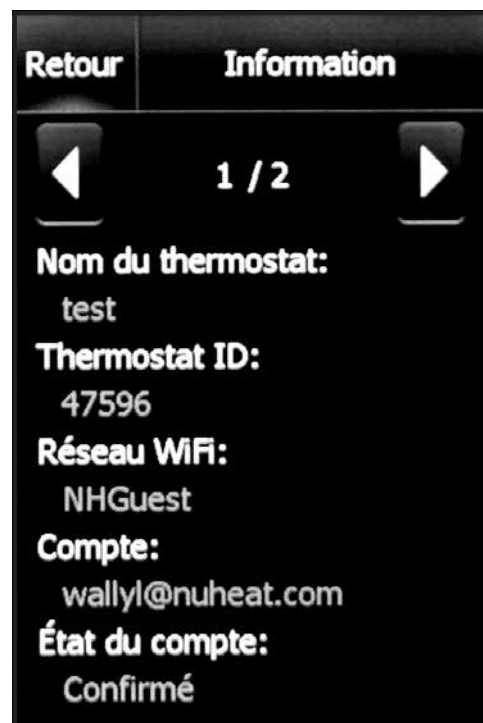 Retour Information
1 / 2
Nom du thermostat:
test
Thermostat ID:
47596
Réseau WiFi:
NHGuest
Compte:
wallyl@nuheat.com
État du compte:
Confirmé